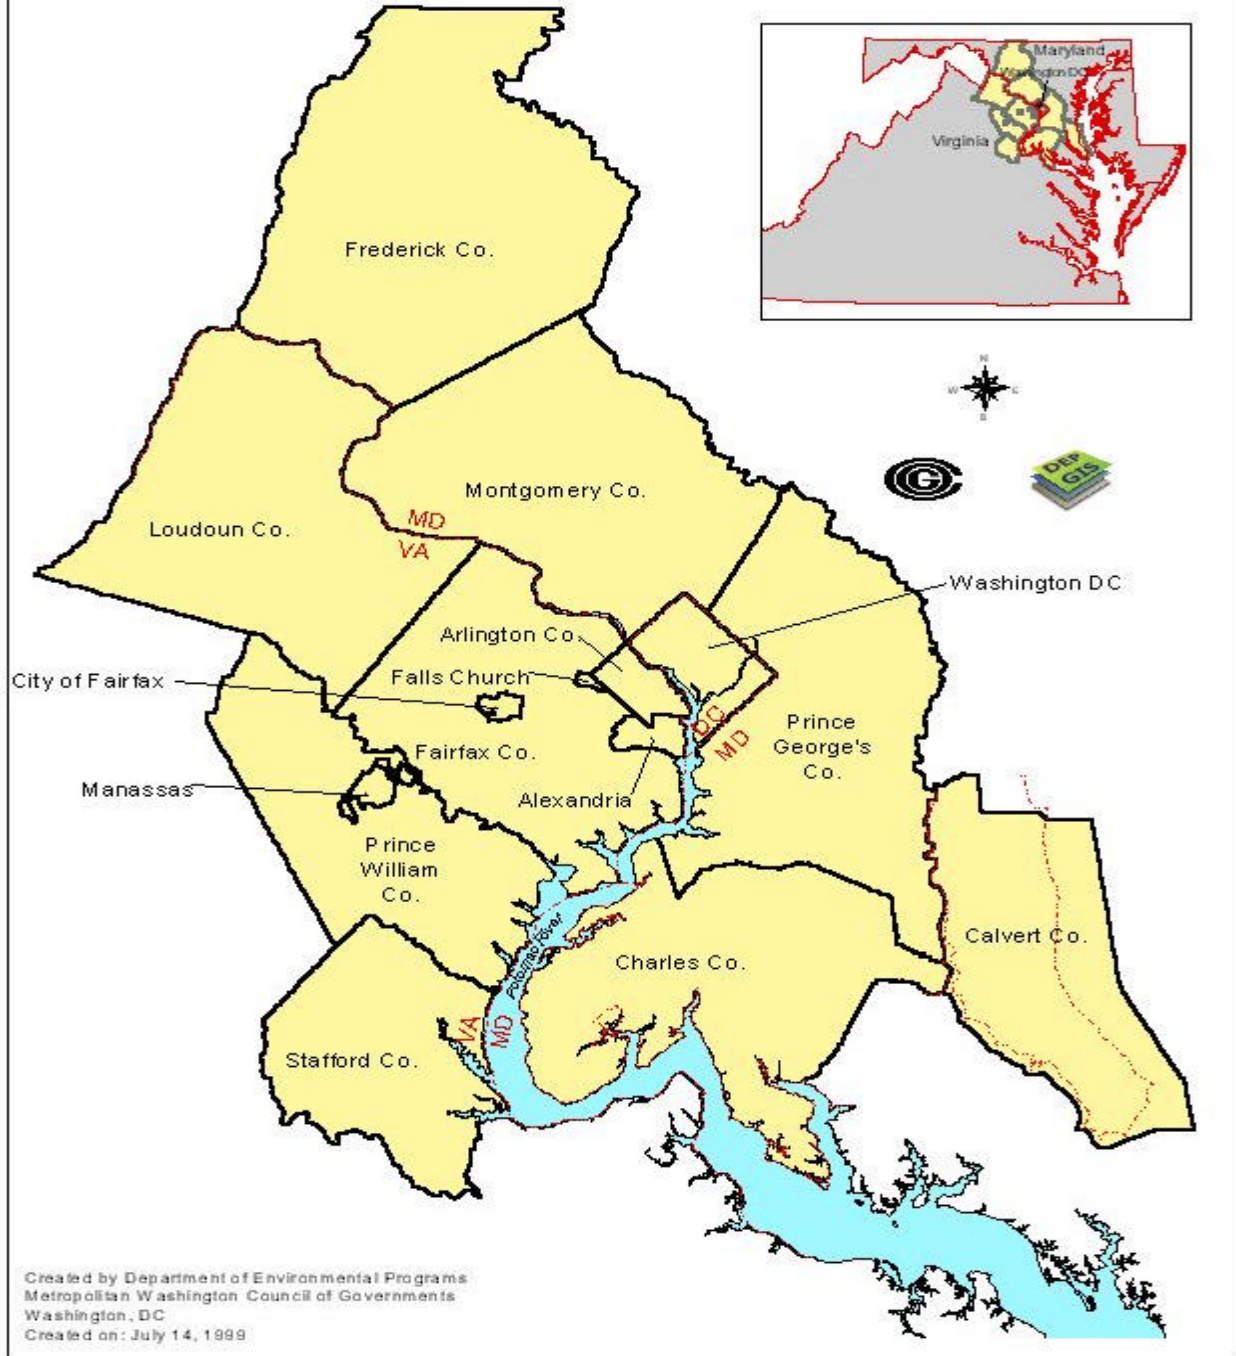 Maryland
Washington DC
Virginia
Frederick Co.
N
W
E
S
DEP
GIS
COG
Montgomery Co.
Loudoun Co.
MD
VA
Washington DC
Arlington Co.
Falls Church
City of Fairfax
DC
MD
Prince
George's
Co.
Fairfax Co.
Manassas
Alexandria
Prince
William
Co.
Potomac River
Calvert Co.
Charles Co.
VA
MD
Stafford Co.
Created by Department of Environmental Programs
Metropolitan Washington Council of Governments
Washington, DC
Created on: July 14, 1999